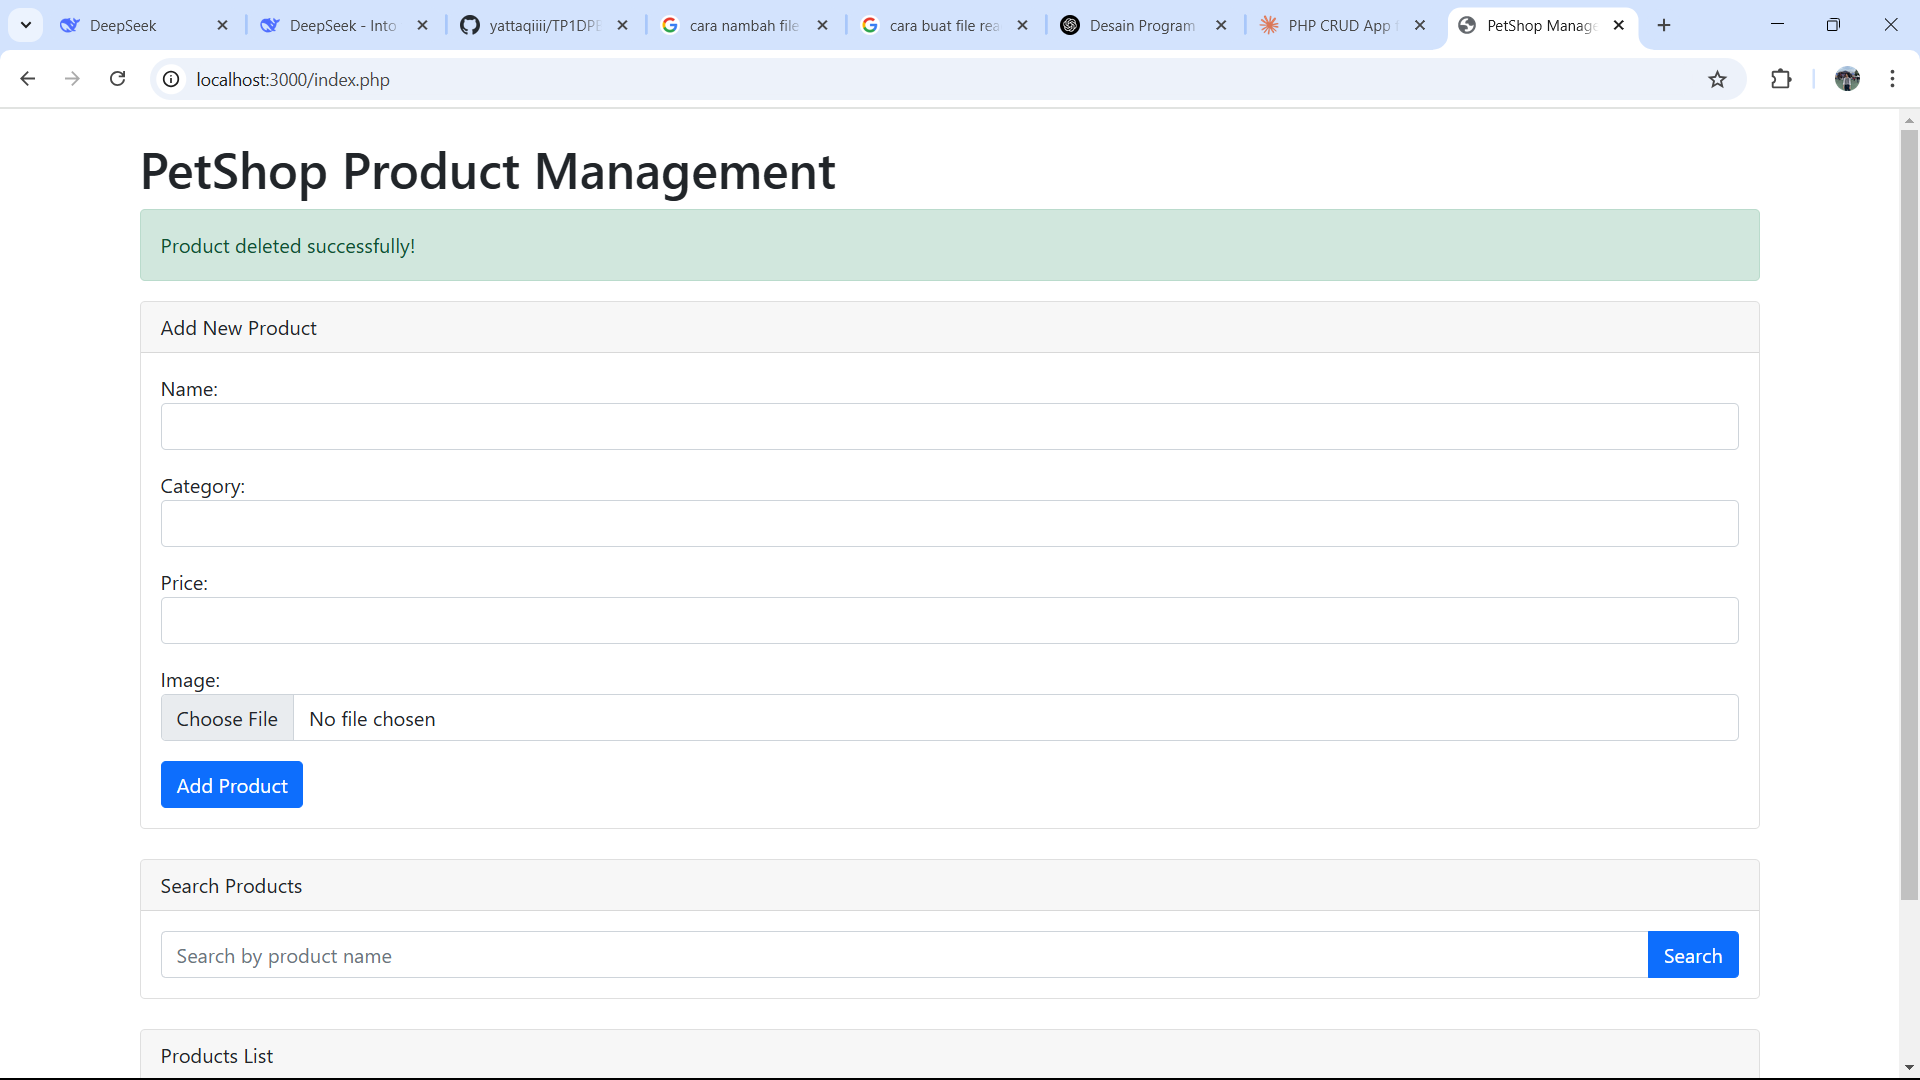 DeepSeek
DeepSeek - Into
yattaqiiii/TP1DPB
cara nambah file
cara buat file rea
Desain Program
PHP CRUD App
PetShop Manage
localhost:3000/index.php
PetShop Product Management
Product deleted successfully!
Add New Product
Name:
Category:
Price:
Image:
Choose File No file chosen
Add Product
Search Products
Search by product name Search
Products List